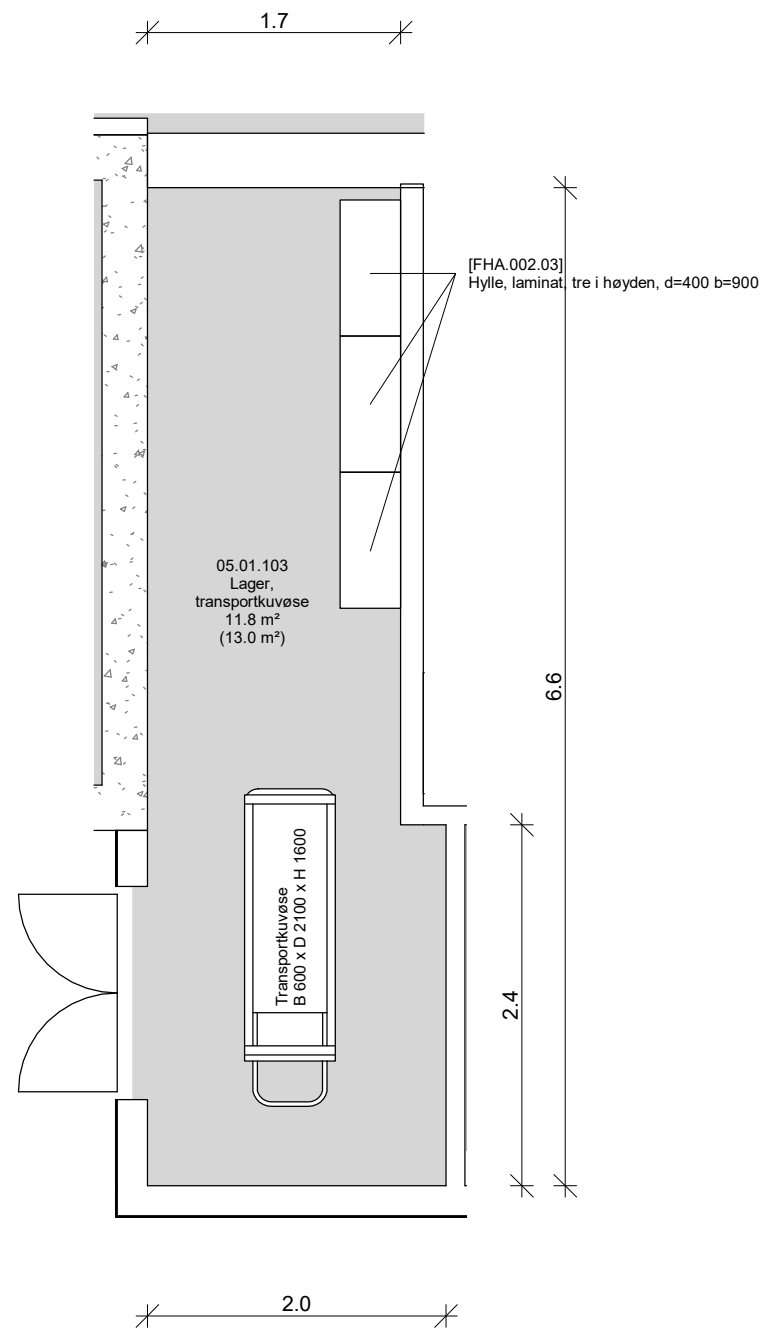 1.7
[FHA.002.03]
Hylle, laminat, tre i høyden, d=400 b=900
05.01.103
Lager,
transportkuvøse
11.8 m²
(13.0 m²)
6.6
Transportkuvøse
B 600 x D 2100 x H 1600
2.4
2.0